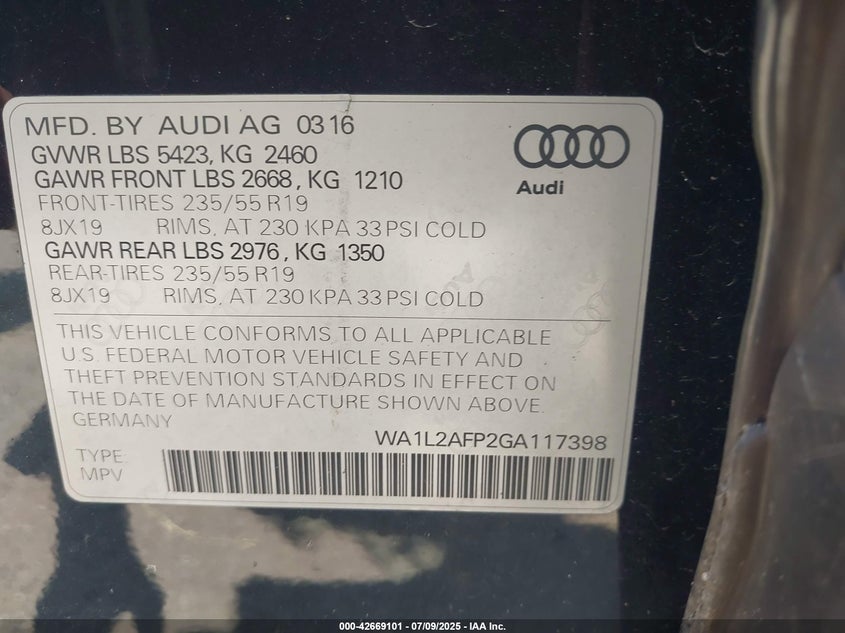 MFD. BY AUDI AG 03 16
GVWR LBS 5423, KG 2460
GAWR FRONT LBS 2668, KG 1210
FRONT-TIRES 235/55 R19
8JX19 RIMS, AT 230 KPA 33 PSI COLD
GAWR REAR LBS 2976, KG 1350
REAR-TIRES 235/55 R19
8JX19 RIMS, AT 230 KPA 33 PSI COLD
Audi
THIS VEHICLE CONFORMS TO ALL APPLICABLE
U.S. FEDERAL MOTOR VEHICLE SAFETY AND
THEFT PREVENTION STANDARDS IN EFFECT ON
THE DATE OF MANUFACTURE SHOWN ABOVE.
GERMANY
WA1L2AFP2GA117398
TYPE
MPV
000-42669101 - 07/09/2025 - IAA Inc.